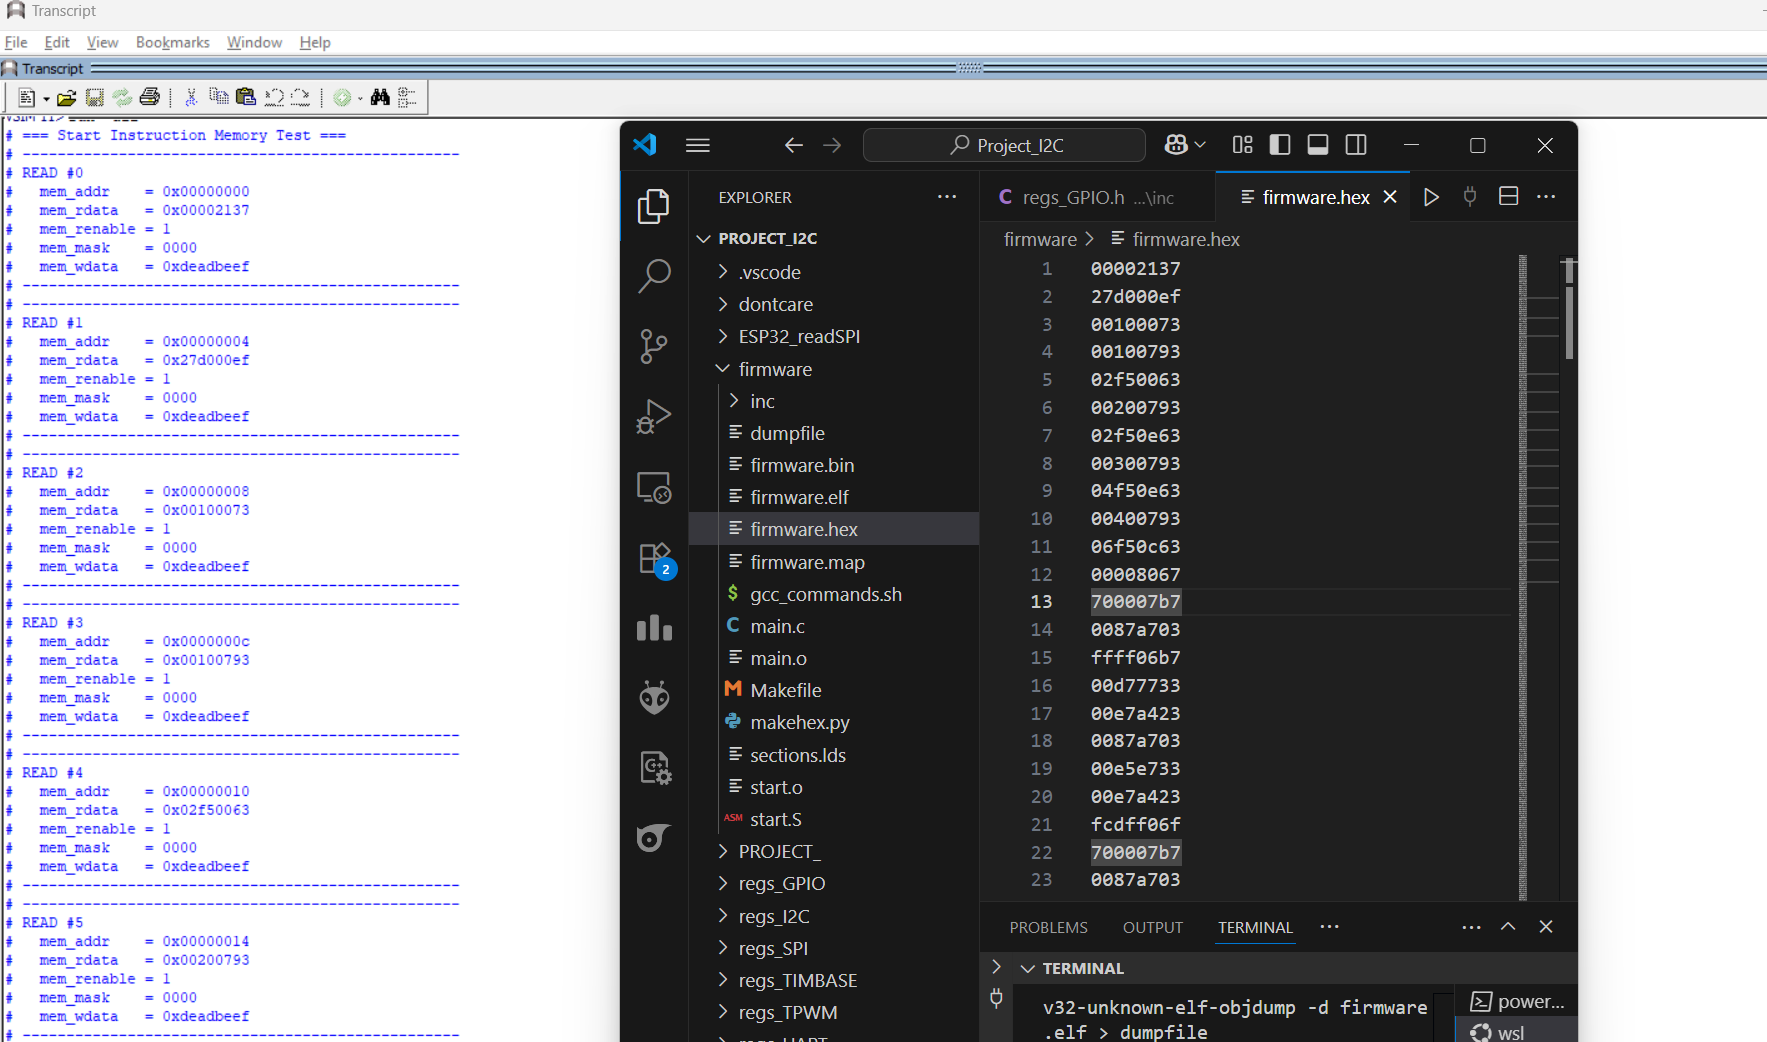 Transcript
File Edit View Bookmarks Window Help
Transcript
# === Start Instruction Memory Test ===
# --------------------------------------------------
# READ #0
#   mem_addr    = 0x00000000
#   mem_rdata   = 0x00002137
#   mem_renable = 1
#   mem_mask    = 0000
#   mem_wdata   = 0xdeadbeef
# --------------------------------------------------
# --------------------------------------------------
# READ #1
#   mem_addr    = 0x00000004
#   mem_rdata   = 0x27d000ef
#   mem_renable = 1
#   mem_mask    = 0000
#   mem_wdata   = 0xdeadbeef
# --------------------------------------------------
# --------------------------------------------------
# READ #2
#   mem_addr    = 0x00000008
#   mem_rdata   = 0x00100073
#   mem_renable = 1
#   mem_mask    = 0000
#   mem_wdata   = 0xdeadbeef
# --------------------------------------------------
# --------------------------------------------------
# READ #3
#   mem_addr    = 0x0000000c
#   mem_rdata   = 0x00100793
#   mem_renable = 1
#   mem_mask    = 0000
#   mem_wdata   = 0xdeadbeef
# --------------------------------------------------
# --------------------------------------------------
# READ #4
#   mem_addr    = 0x00000010
#   mem_rdata   = 0x02f50063
#   mem_renable = 1
#   mem_mask    = 0000
#   mem_wdata   = 0xdeadbeef
# --------------------------------------------------
# --------------------------------------------------
# READ #5
#   mem_addr    = 0x00000014
#   mem_rdata   = 0x00200793
#   mem_renable = 1
#   mem_mask    = 0000
#   mem_wdata   = 0xdeadbeef
# --------------------------------------------------
Project_I2C
EXPLORER
PROJECT_I2C
.vscode
dontcare
ESP32_readSPI
firmware
inc
dumpfile
firmware.bin
firmware.elf
firmware.hex
firmware.map
$ gcc_commands.sh
C main.c
main.o
M Makefile
makehex.py
sections.lds
start.o
ASM start.S
PROJECT_
regs_GPIO
regs_I2C
regs_SPI
regs_TIMBASE
regs_TPWM
2
C regs_GPIO.h ...\inc
firmware.hex
firmware > firmware.hex
1 00002137
2 27d000ef
3 00100073
4 00100793
5 02f50063
6 00200793
7 02f50e63
8 00300793
9 04f50e63
10 00400793
11 06f50c63
12 00008067
13 700007b7
14 0087a703
15 ffff06b7
16 00d77733
17 00e7a423
18 0087a703
19 00e5e733
20 00e7a423
21 fcdff06f
22 700007b7
23 0087a703
PROBLEMS OUTPUT TERMINAL ...
TERMINAL
v32-unknown-elf-objdump -d firmware
.elf > dumpfile
power...
wsl